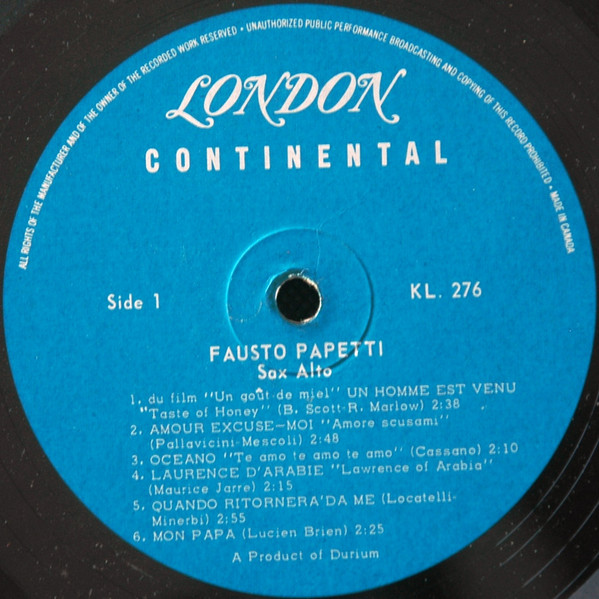 ALL RIGHTS OF THE MANUFACTURER AND OF THE OWNER OF THE RECORDED WORK RESERVED • UNAUTHORIZED PUBLIC PERFORMANCE BROADCASTING AND COPYING OF THIS RECORD PROHIBITED • MADE IN CANADA
LONDON
CONTINENTAL
Side 1
KL. 276
FAUSTO PAPETTI
Sax Alto
1. du film "Un goût de miel" UN HOMME EST VENU
"Taste of Honey" (B. Scott-R. Marlow) 2:38
2. AMOUR EXCUSE-MOI "Amore scusami"
(Pallavicini-Mescoli) 2:48
3. OCEANO "Te amo te amo te amo" (Cassano) 2:10
4. LAURENCE D'ARABIE "Lawrence of Arabia"
(Maurice Jarre) 2:15
5. QUANDO RITORNERA'DA ME (Locatelli-
Minerbi) 2:55
6. MON PAPA (Lucien Brien) 2:25
A Product of Durium